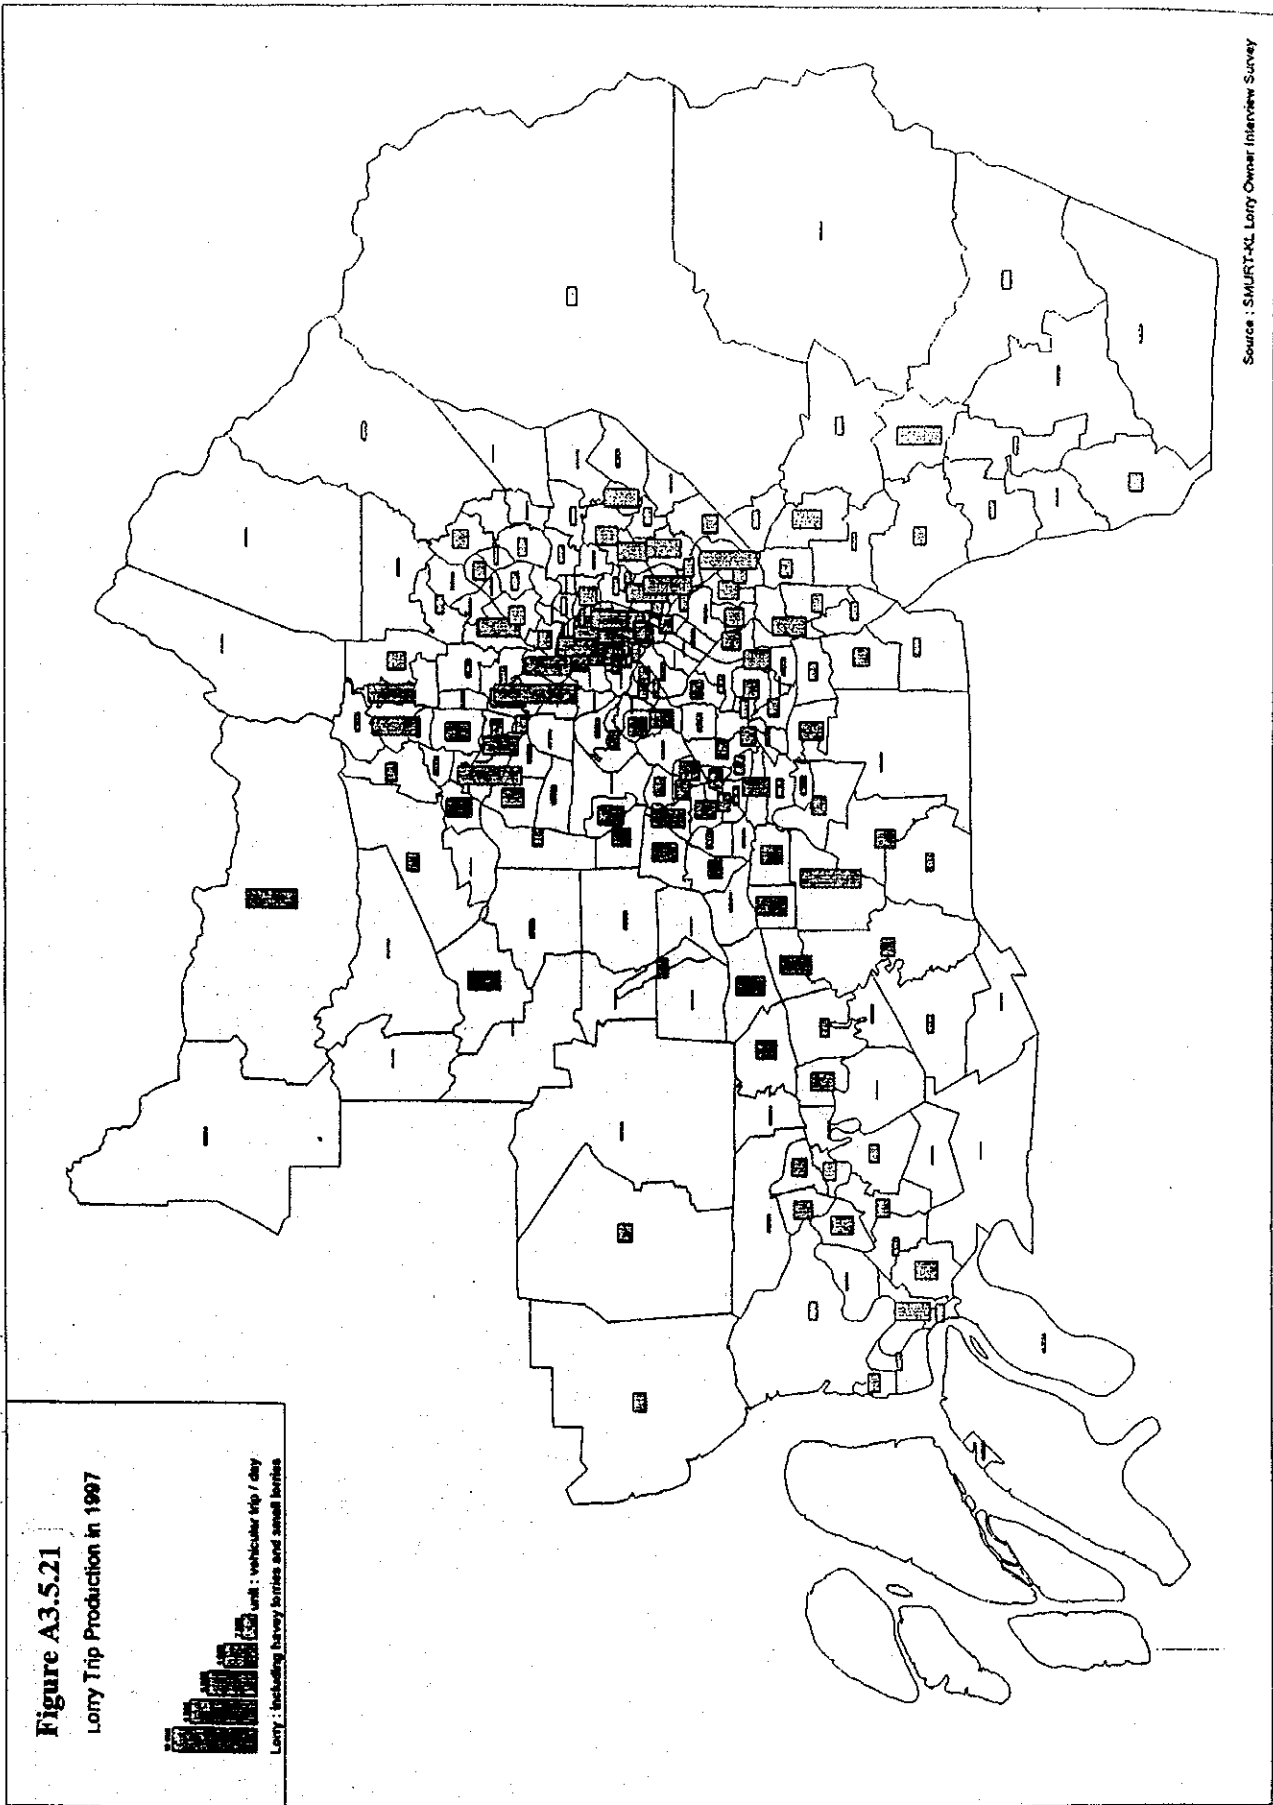 Figure A3.5.21
Lorry Trip Production in 1997
unit : vehicular trip / day
Lorry : including havey lorries and small lorries
Source : SMURT-KL Lorry Owner Interview Survey